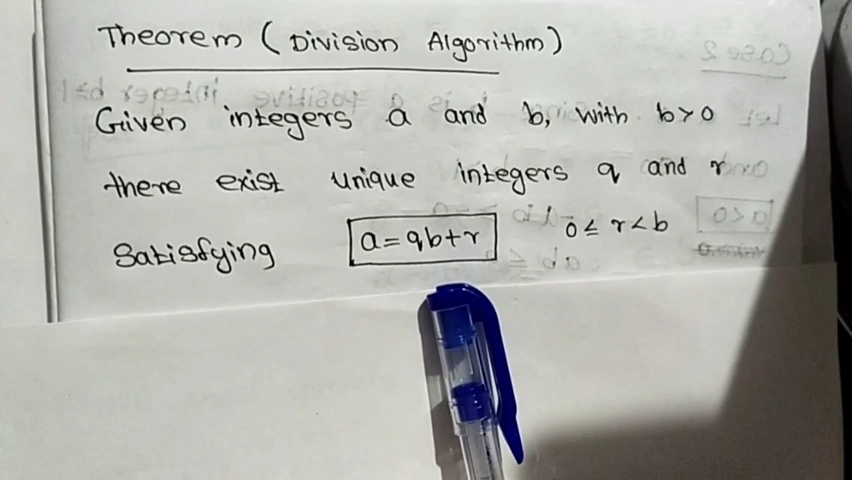 Theorem (Division Algorithm)
Given integers a and b, with b>0
there exist unique integers q and r
Satisfying a=qb+r 0≤ r<b